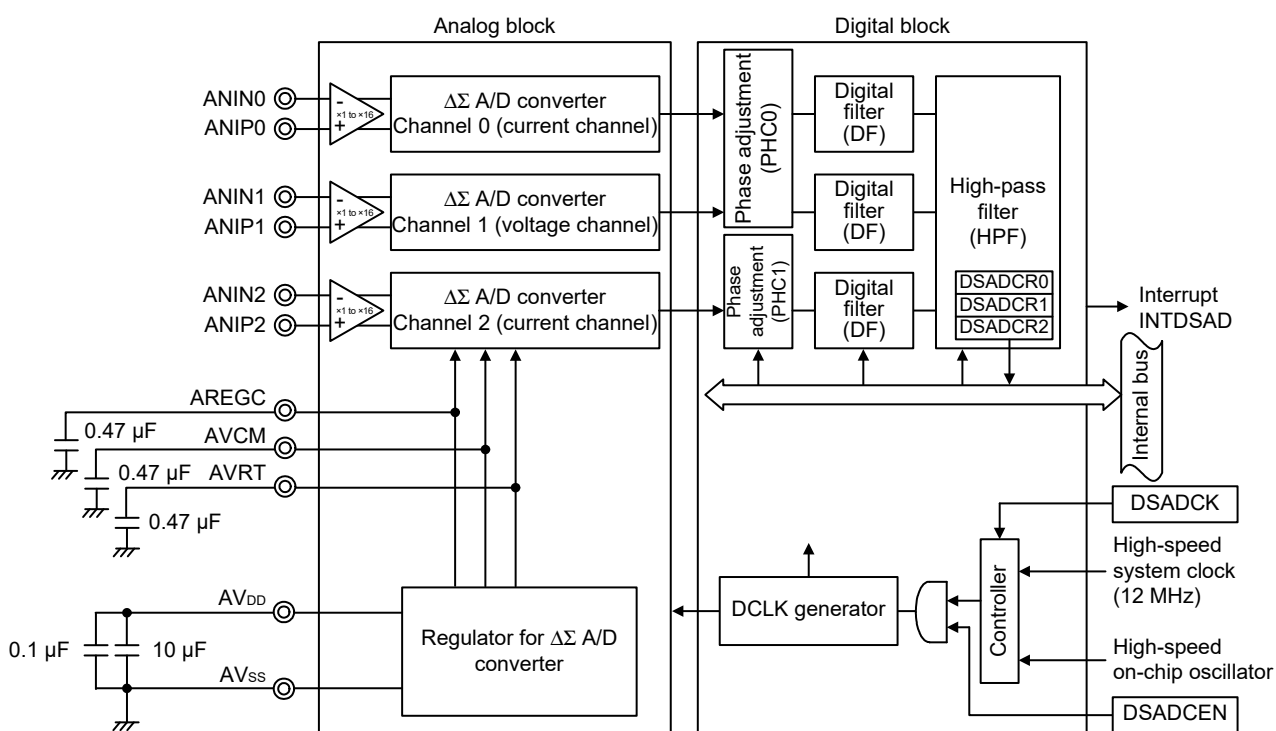 Analog block
Digital block
ANIN0
ANIP0
-
×1 to ×16
+
ΔΣ A/D converter
Channel 0 (current channel)
Phase adjustment
(PHC0)
Digital
filter
(DF)
ANIN1
ANIP1
-
×1 to ×16
+
ΔΣ A/D converter
Channel 1 (voltage channel)
Digital
filter
(DF)
High-pass
filter
(HPF)
ANIN2
ANIP2
-
×1 to ×16
+
ΔΣ A/D converter
Channel 2 (current channel)
Phase
adjustment
(PHC1)
Digital
filter
(DF)
DSADCR0
DSADCR1
DSADCR2
Interrupt
INTDSAD
Internal bus
AREGC
0.47 µF
AVCM
0.47 µF
AVRT
0.47 µF
DSADCK
High-speed
system clock
(12 MHz)
Controller
DCLK generator
High-speed
on-chip oscillator
DSADCEN
AVDD
0.1 µF
10 µF
AVSS
Regulator for ΔΣ A/D
converter